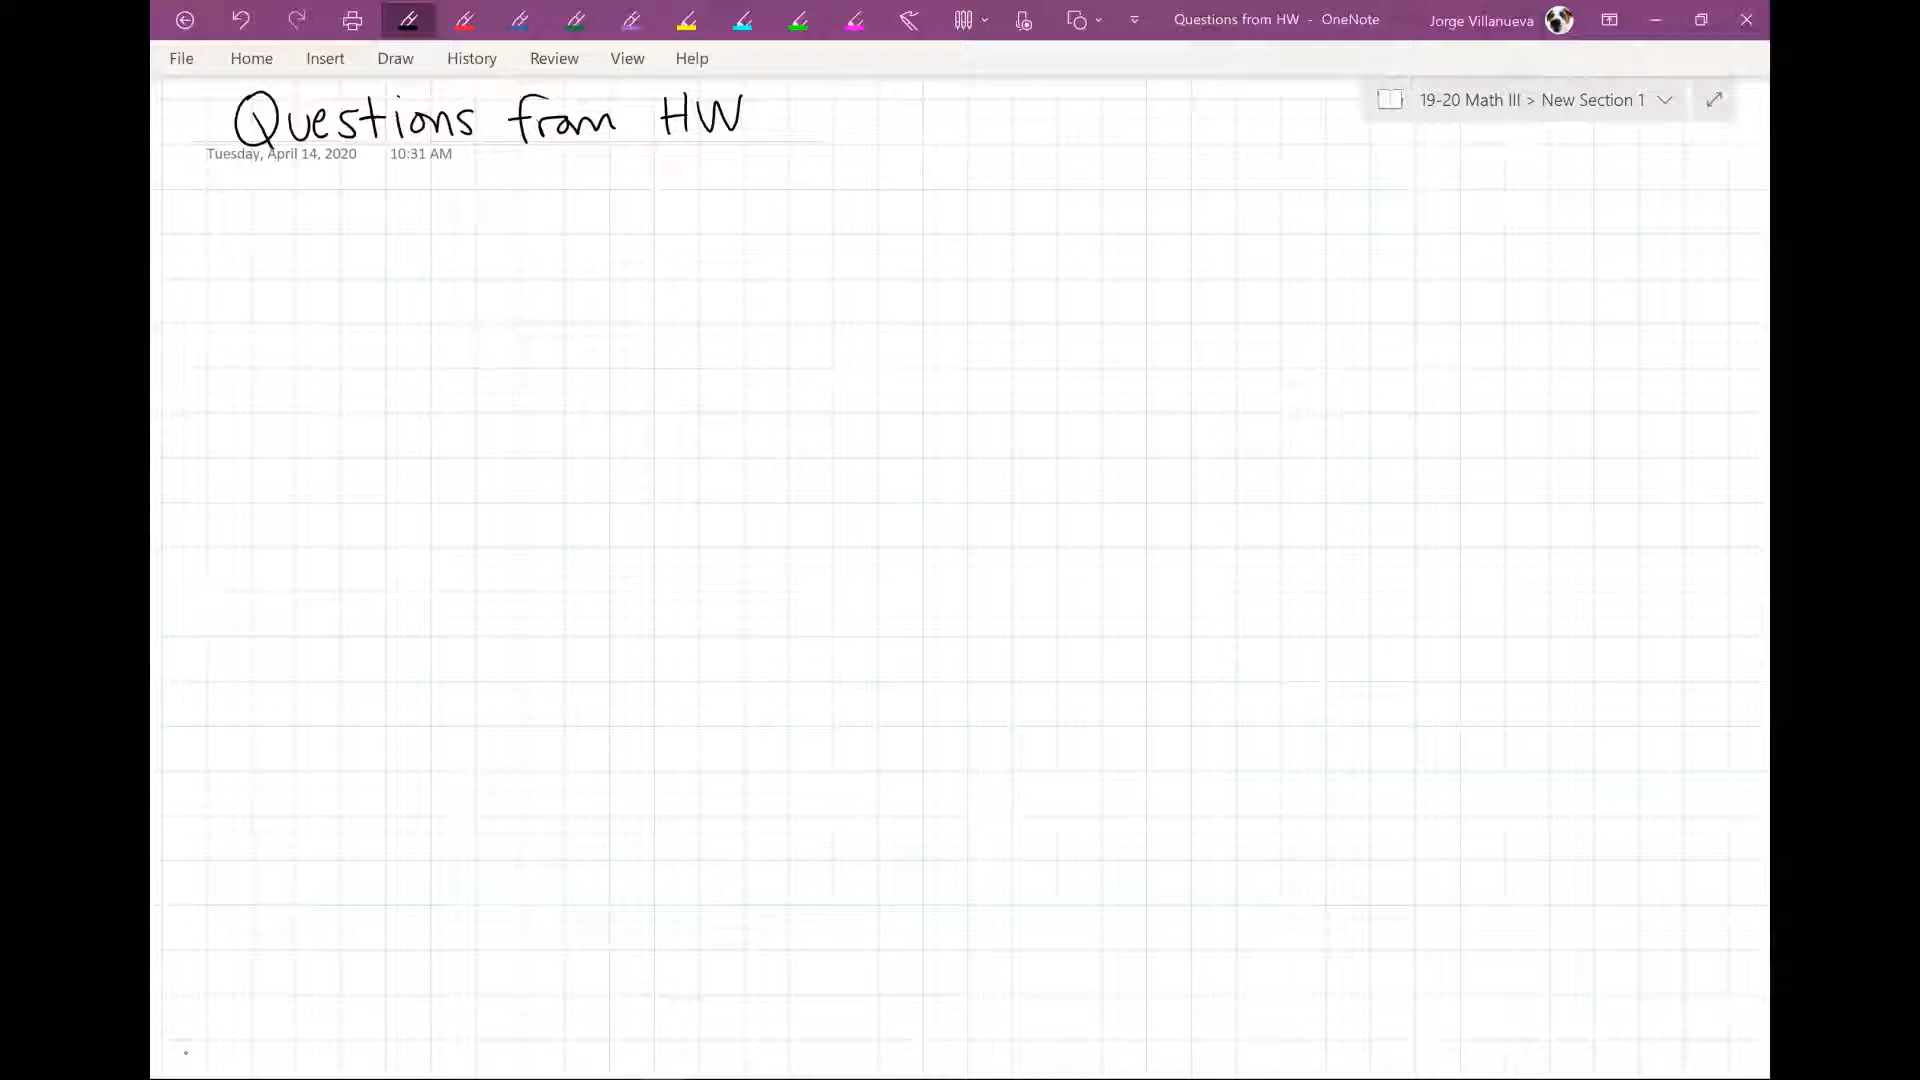 Questions from HW - OneNote
Jorge Villanueva
File Home Insert Draw History Review View Help
Questions from HW
19-20 Math III > New Section 1
Tuesday, April 14, 2020 10:31 AM